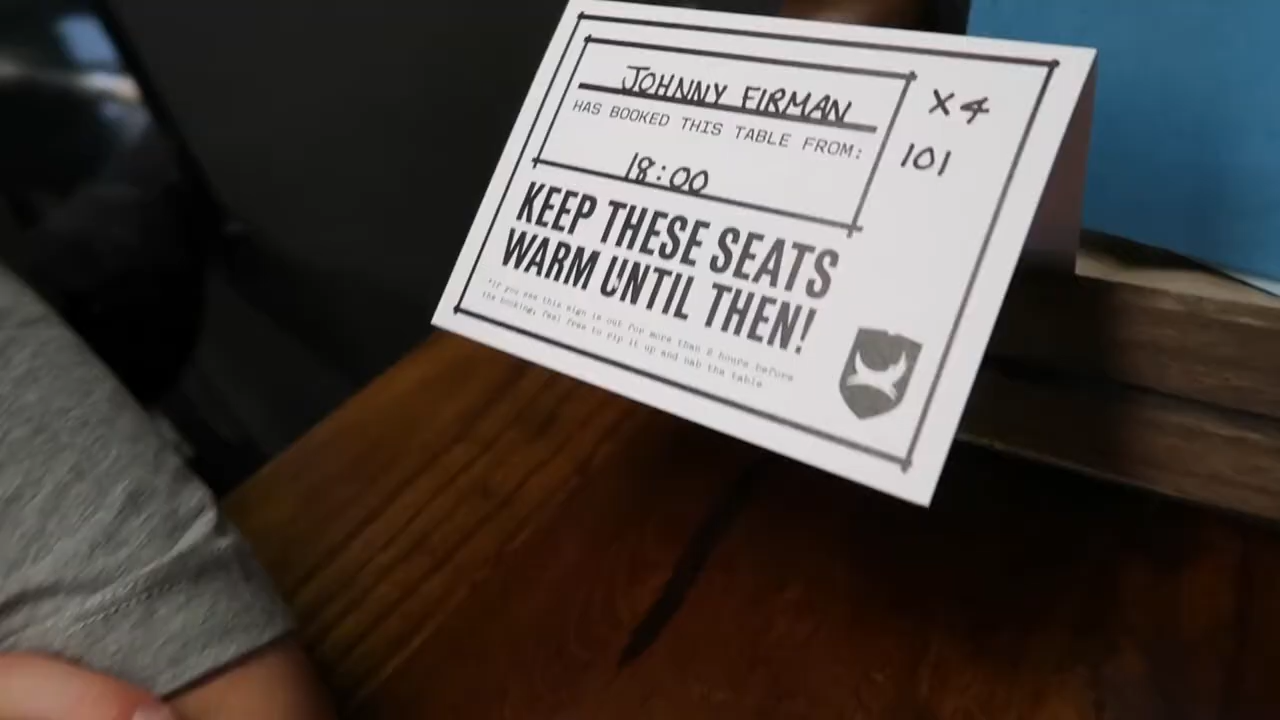 JOHNNY FIRMAN
HAS BOOKED THIS TABLE FROM:
18:00
X4
101
KEEP THESE SEATS
WARM UNTIL THEN!
*If you see this sign is out for more than 2 hours before
the booking, feel free to rip it up and nab the table